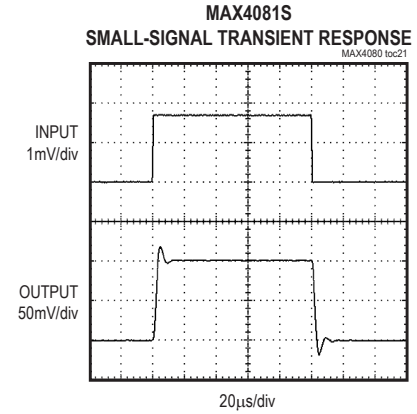 MAX4081S
SMALL-SIGNAL TRANSIENT RESPONSE
MAX4080 toc21
INPUT
1mV/div
OUTPUT
50mV/div
20μs/div